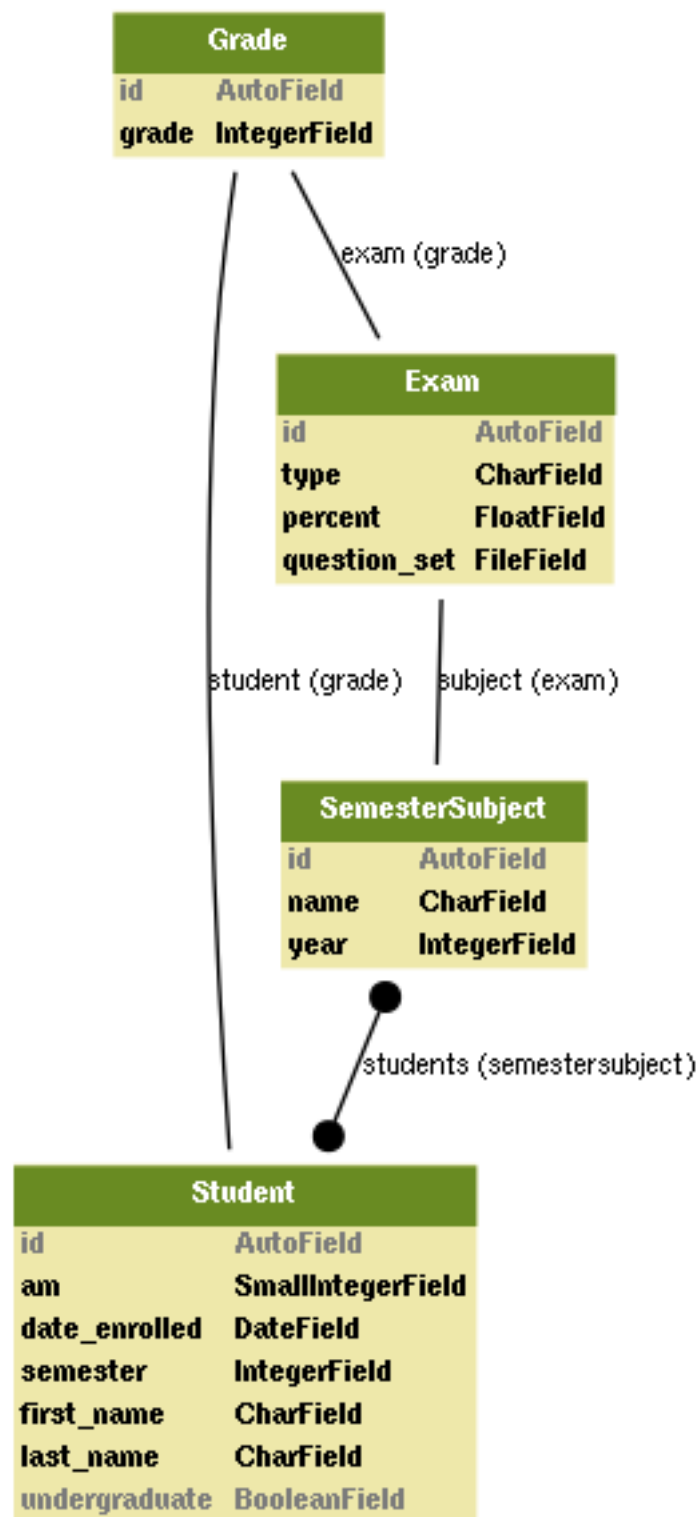 Grade
id AutoField
grade IntegerField
exam (grade)
Exam
id AutoField
type CharField
percent FloatField
question_set FileField
student (grade) subject (exam)
SemesterSubject
id AutoField
name CharField
year IntegerField
students (semestersubject)
Student
id AutoField
am SmallIntegerField
date_enrolled DateField
semester IntegerField
first_name CharField
last_name CharField
undergraduate BooleanField